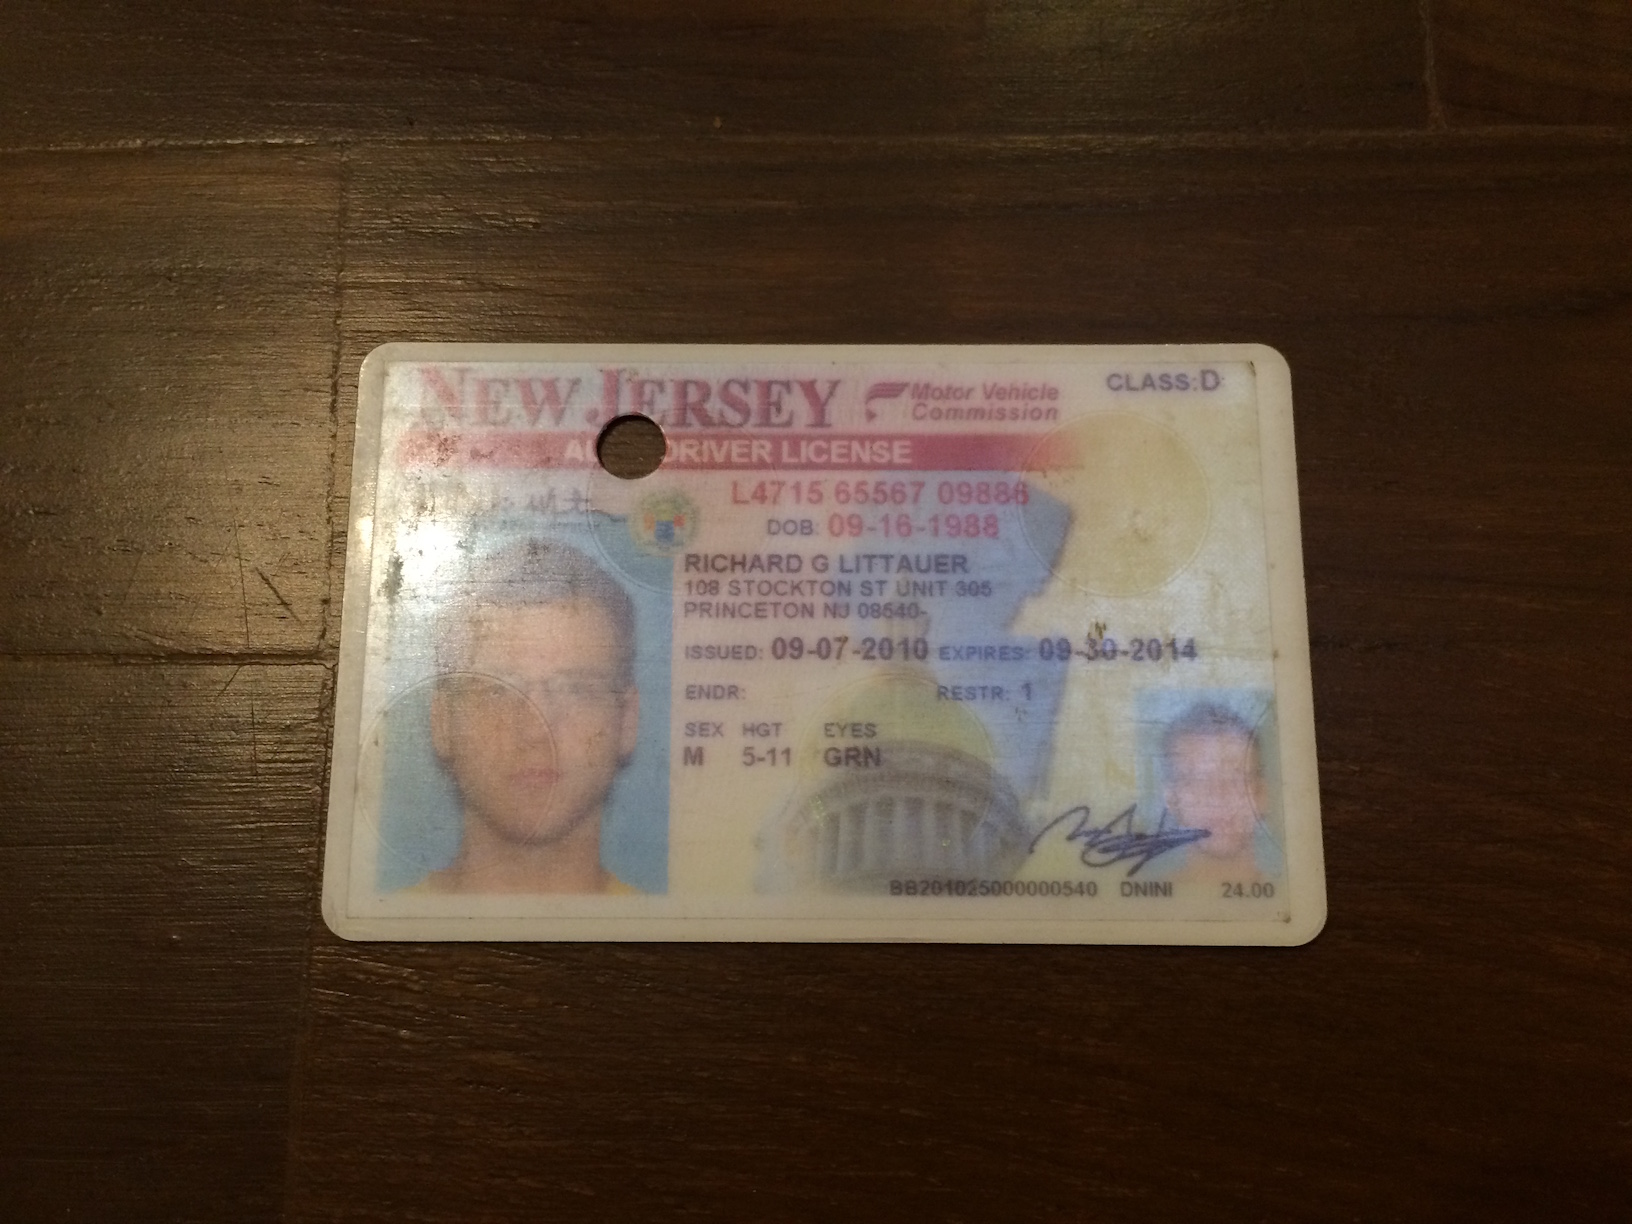 NEW JERSEY
Motor Vehicle
Commission
CLASS:D
DRIVER LICENSE
L4715 65567 09886
DOB: 09-16-1988
RICHARD G LITTAUER
108 STOCKTON ST UNIT 305
PRINCETON NJ 08540-
ISSUED: 09-07-2010 EXPIRES: 09-30-2014
ENDR: RESTR: 1
SEX HGT EYES
M 5-11 GRN
BB201025000000540 DNINI 24.00